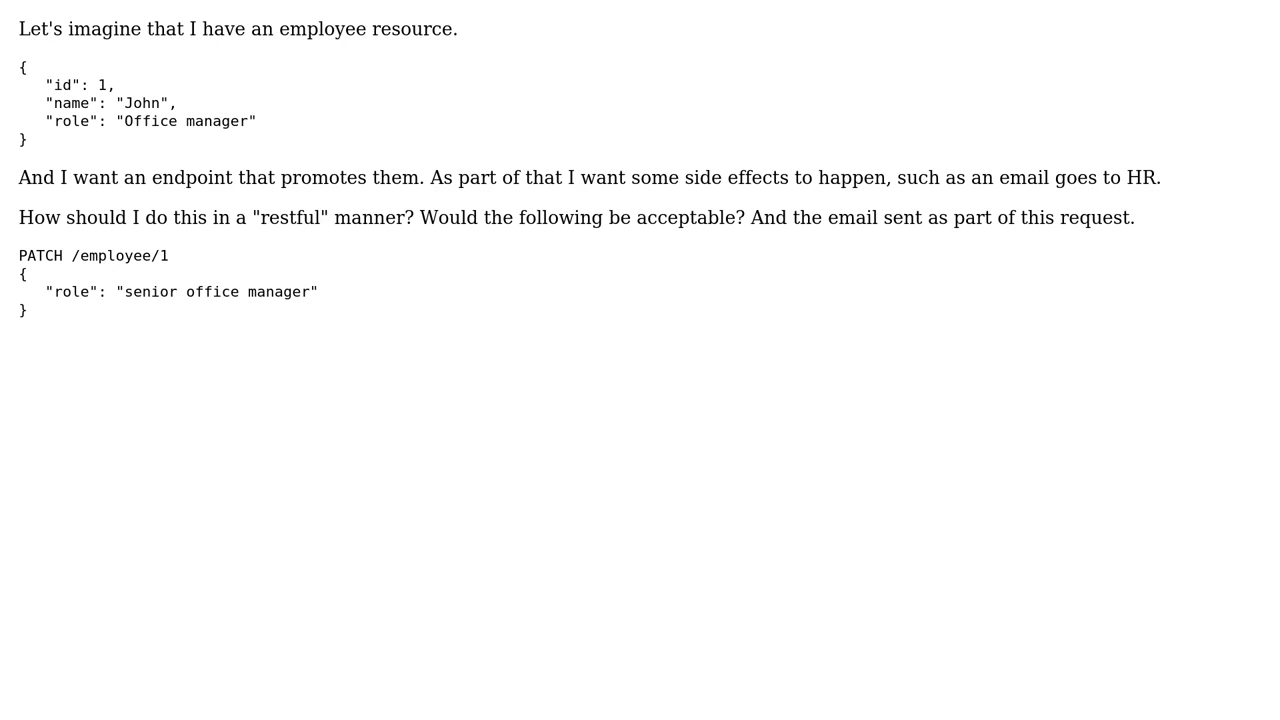 Let's imagine that I have an employee resource.
{
   "id": 1,
   "name": "John",
   "role": "Office manager"
}
And I want an endpoint that promotes them. As part of that I want some side effects to happen, such as an email goes to HR.
How should I do this in a "restful" manner? Would the following be acceptable? And the email sent as part of this request.
PATCH /employee/1
{
   "role": "senior office manager"
}